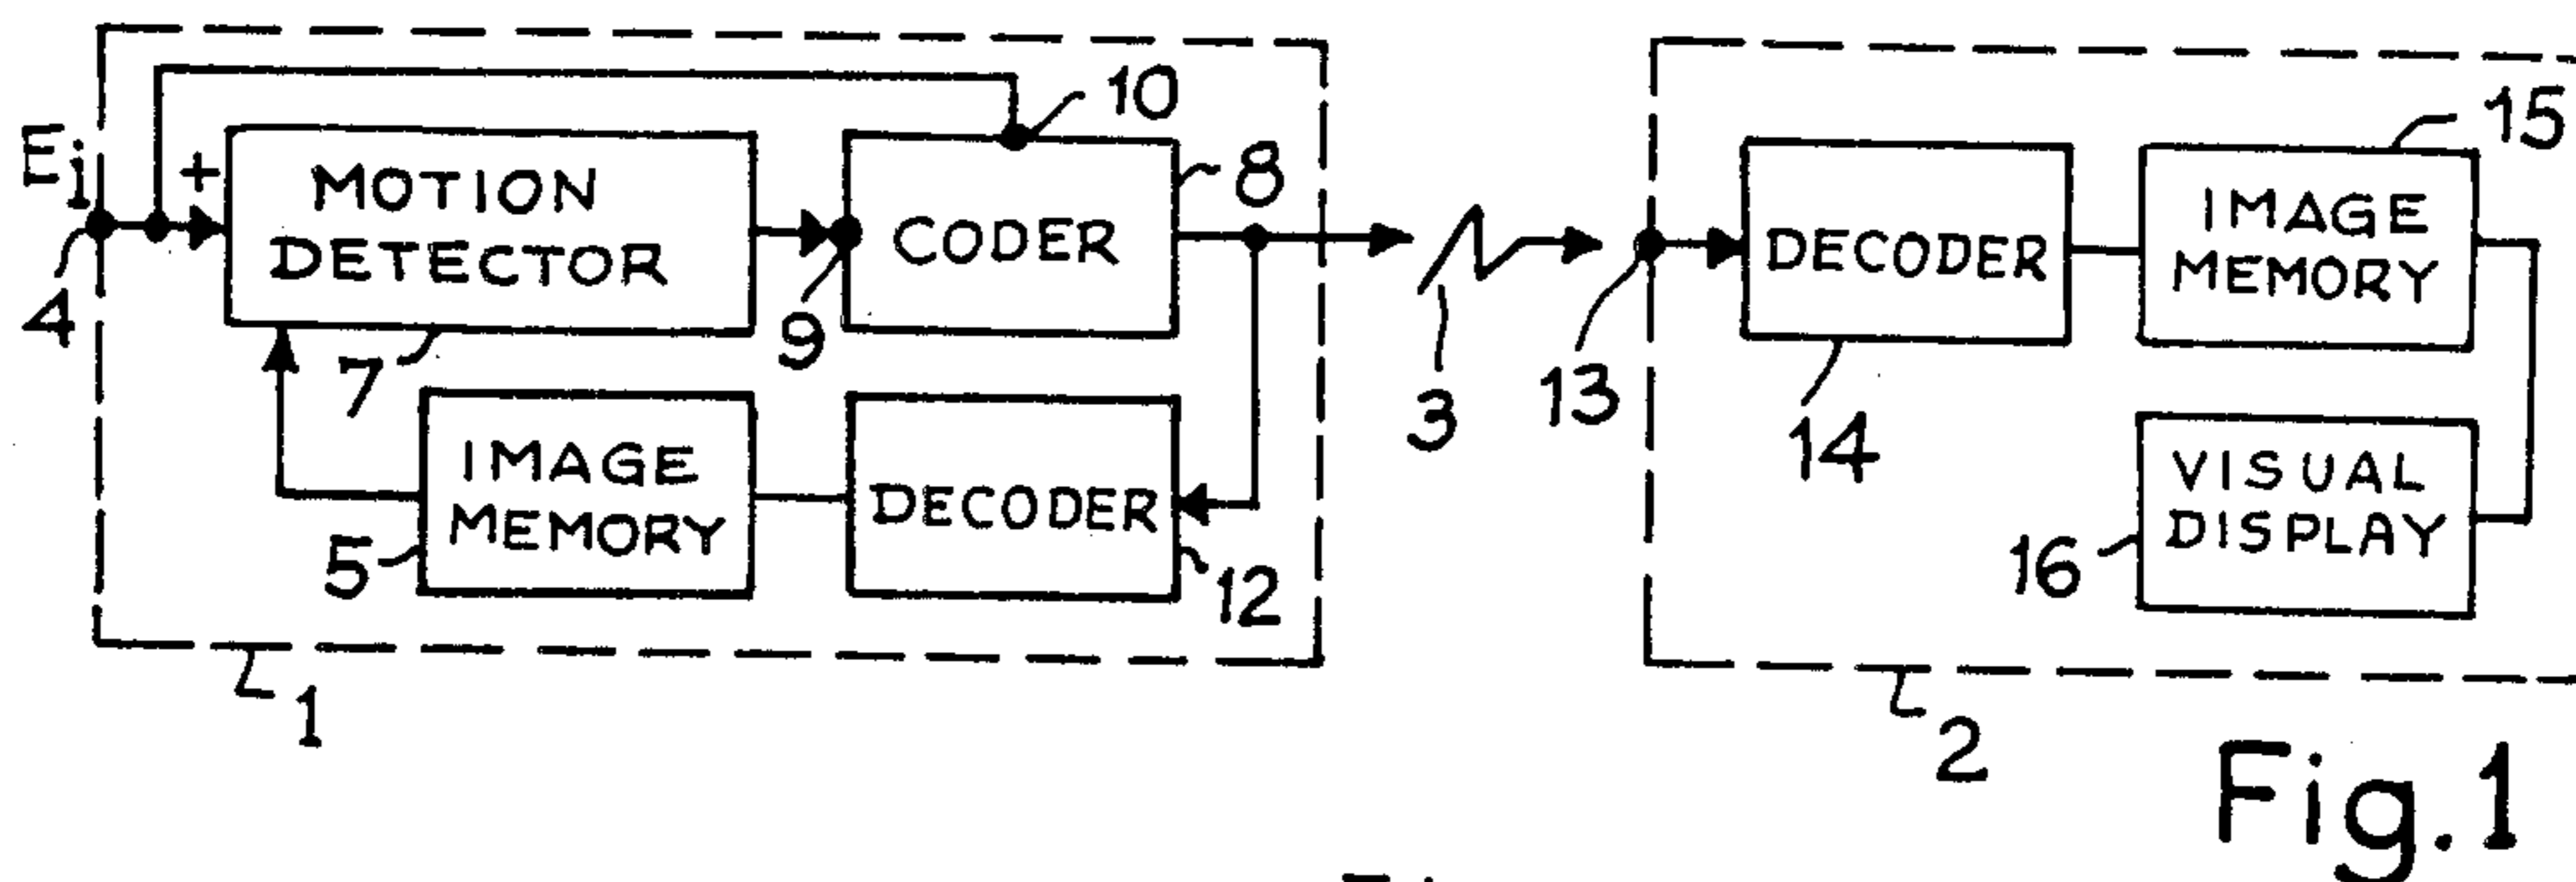 10
15
Ei
+
MOTION
DETECTOR
8
CODER
DECODER
IMAGE
MEMORY
4
7
9
3
13
14
IMAGE
MEMORY
DECODER
VISUAL
DISPLAY
5
12
16
1
2
Fig.1